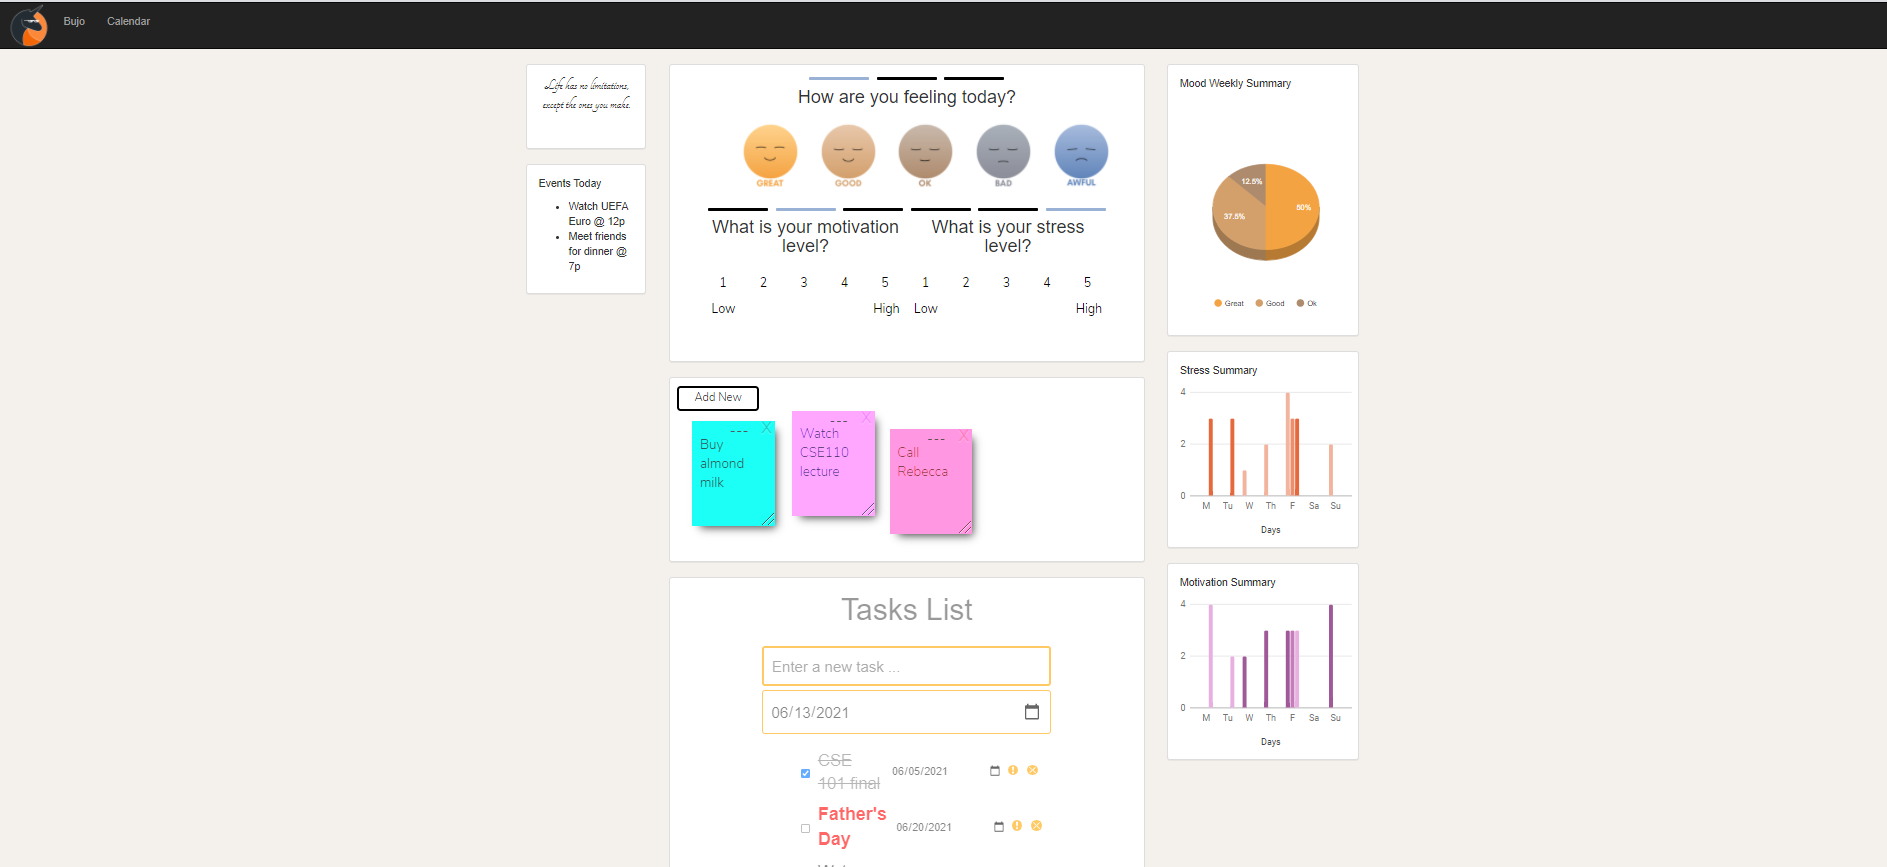 Bujo
Calendar
Life has no limitations,
except the ones you make.
Events Today
Watch UEFA
Euro @ 12p
Meet friends
for dinner @
7p
How are you feeling today?
GREAT GOOD OK BAD AWFUL
What is your motivation
level?
1 2 3 4 5
Low High
What is your stress
level?
1 2 3 4 5
Low High
Add New
--- X
Buy
almond
milk
--- X
Watch
CSE110
lecture
--- X
Call
Rebecca
Tasks List
Enter a new task ...
06/13/2021
CSE
101 final
06/05/2021
Father's
Day
06/20/2021
Mood Weekly Summary
12.5%
50%
37.5%
Great Good Ok
Stress Summary
4
2
0
M Tu W Th F Sa Su
Days
Motivation Summary
4
2
0
M Tu W Th F Sa Su
Days